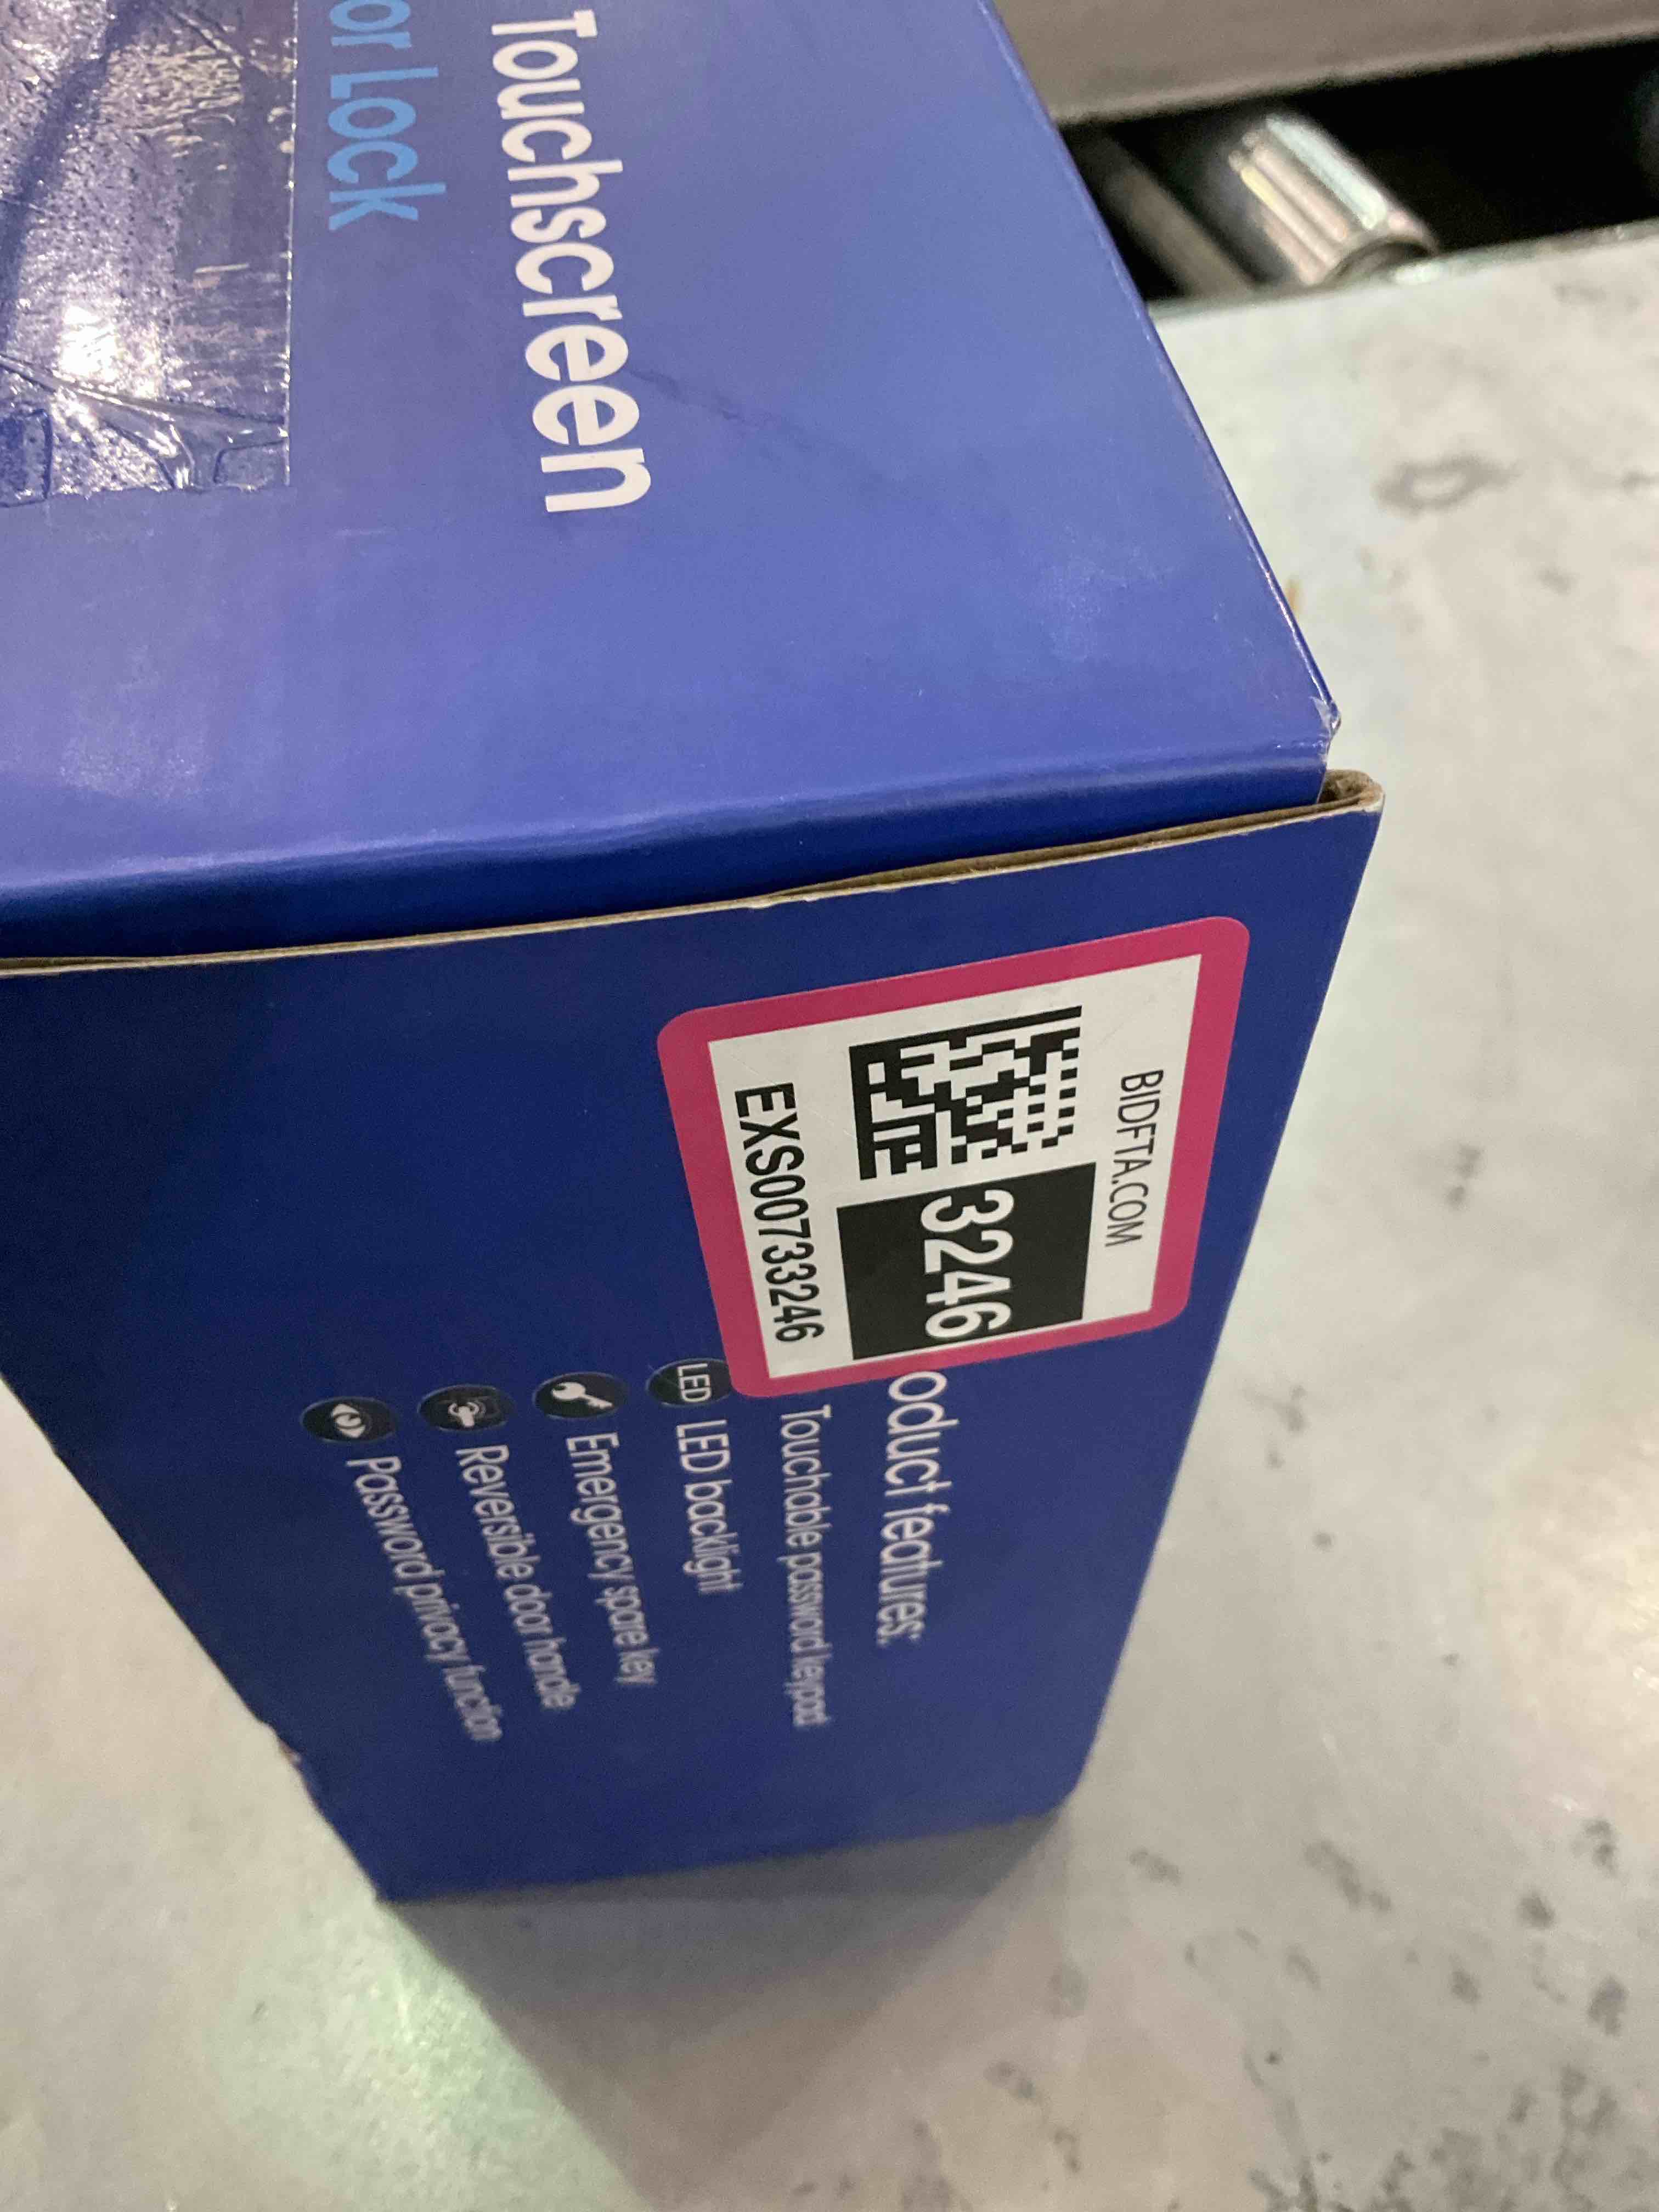 Touchscreen
or Lock
BIDFTA.COM
3246
EXS00733246
oduct features:
Touchable password keypad
LED LED backlight
Emergency spare key
Reversible door handle
Password privacy function